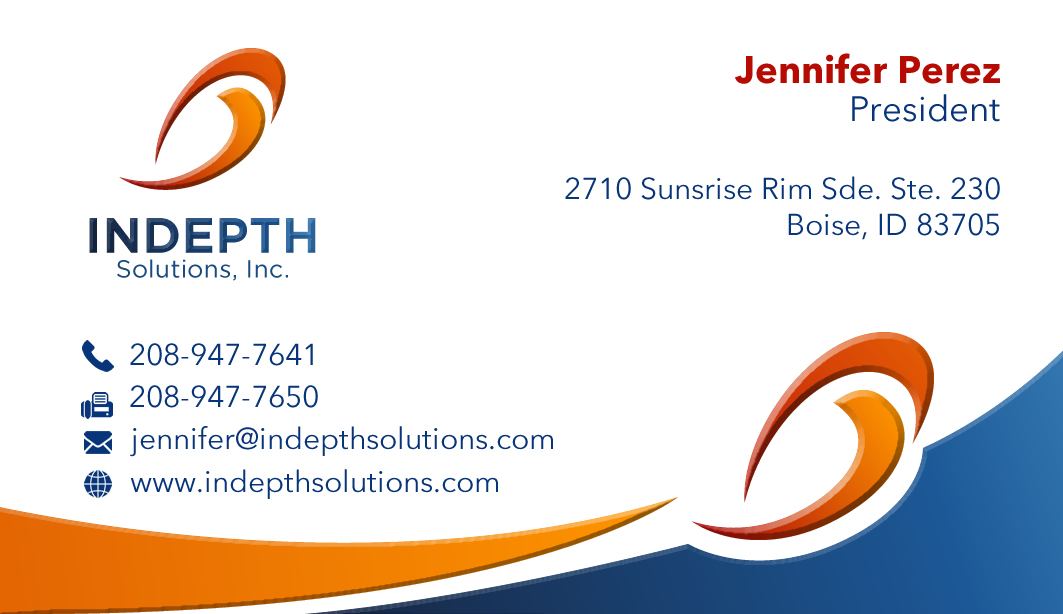 Jennifer Perez
President
2710 Sunsrise Rim Sde. Ste. 230
Boise, ID 83705
INDEPTH
Solutions, Inc.
208-947-7641
208-947-7650
jennifer@indepthsolutions.com
www.indepthsolutions.com